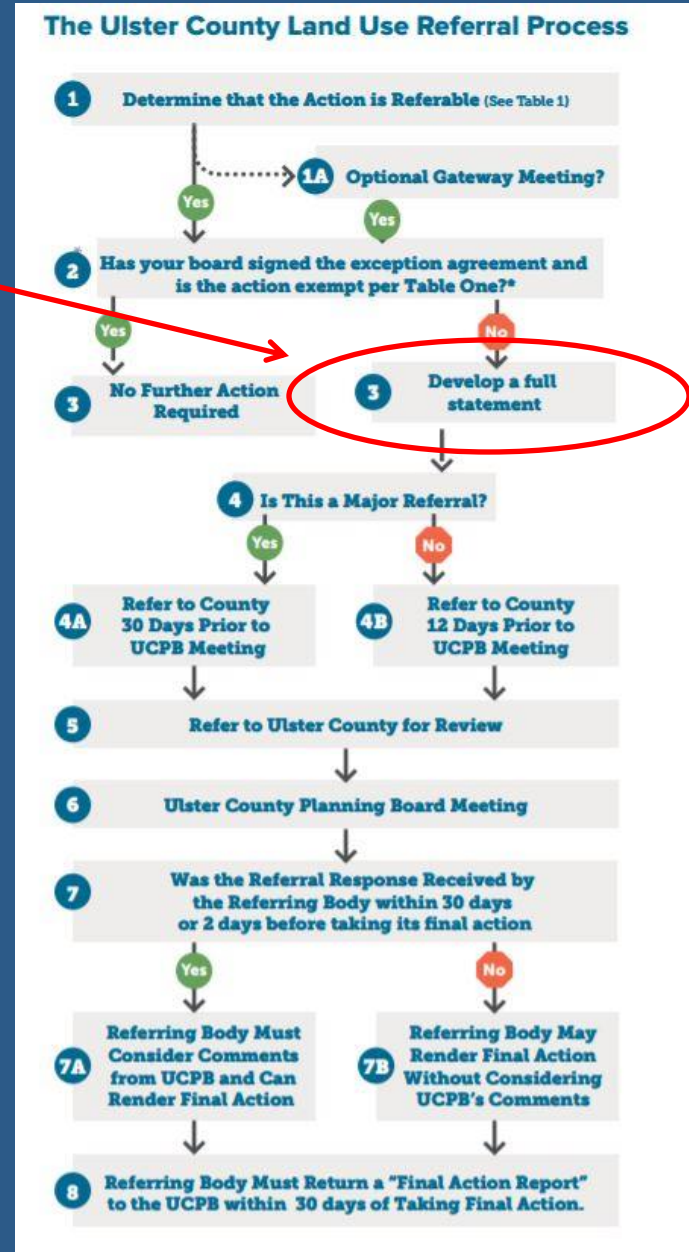 The Ulster County Land Use Referral Process
1 Determine that the Action is Referable (See Table 1)
1A Optional Gateway Meeting?
Yes
Yes
*
2 Has your board signed the exception agreement and
is the action exempt per Table One?*
Yes
No
3 No Further Action
Required
3 Develop a full
statement
4 Is This a Major Referral?
Yes
No
4A Refer to County
30 Days Prior to
UCPB Meeting
4B Refer to County
12 Days Prior to
UCPB Meeting
5 Refer to Ulster County for Review
6 Ulster County Planning Board Meeting
7 Was the Referral Response Received by
the Referring Body within 30 days
or 2 days before taking its final action
Yes
No
7A Referring Body Must
Consider Comments
from UCPB and Can
Render Final Action
7B Referring Body May
Render Final Action
Without Considering
UCPB's Comments
8 Referring Body Must Return a "Final Action Report"
to the UCPB within 30 days of Taking Final Action.